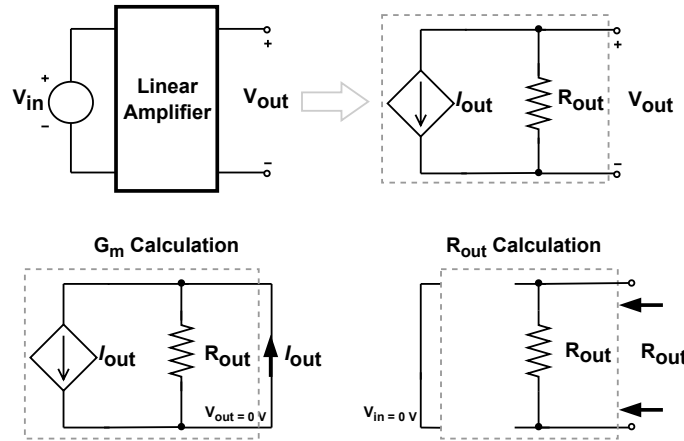 +
V_in
−
Linear
Amplifier
+
V_out
−
I_out
R_out
+
V_out
−
G_m Calculation
R_out Calculation
I_out
R_out
I_out
V_out = 0 V
V_in = 0 V
R_out
R_out